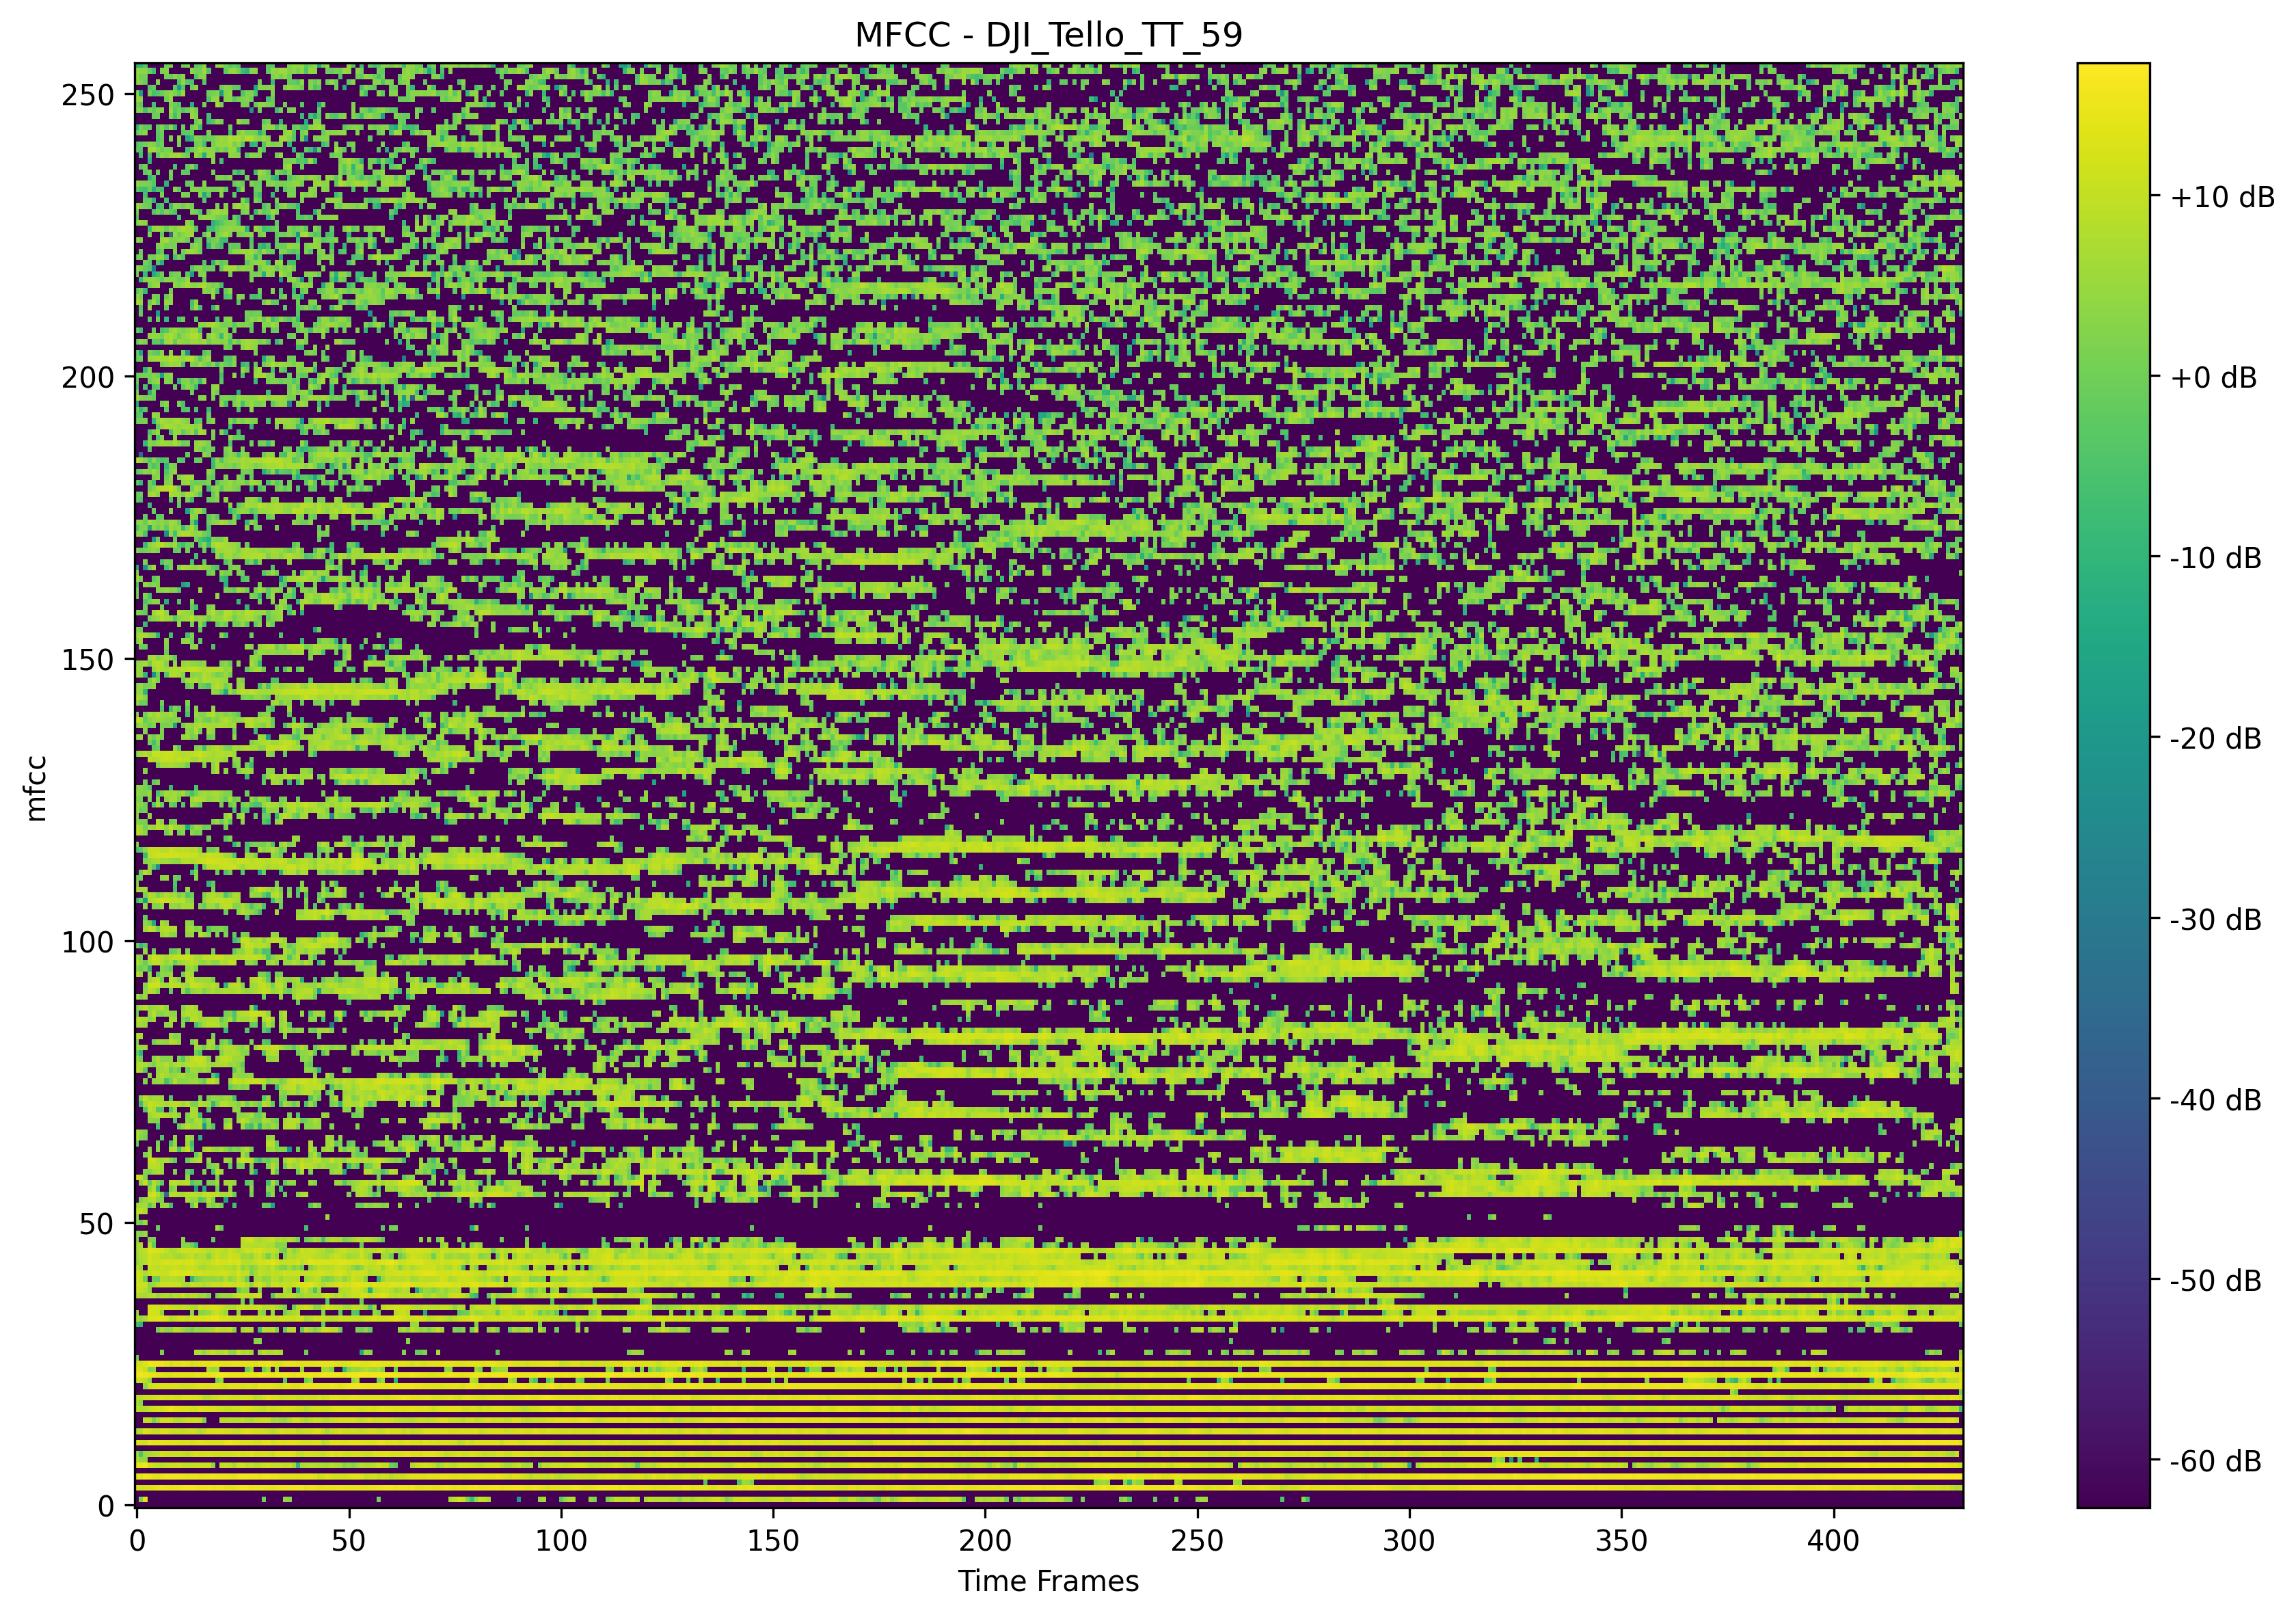 MFCC - DJI_Tello_TT_59
250
200
150
100
50
0
mfcc
0 50 100 150 200 250 300 350 400
Time Frames
+10 dB
+0 dB
-10 dB
-20 dB
-30 dB
-40 dB
-50 dB
-60 dB